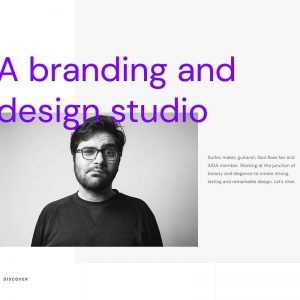 A branding and
design studio
Surfer, maker, guitarist, Saul Bass fan and
AIGA member. Working at the junction of
beauty and elegance to create strong,
lasting and remarkable design. Let's chat.
DISCOVER